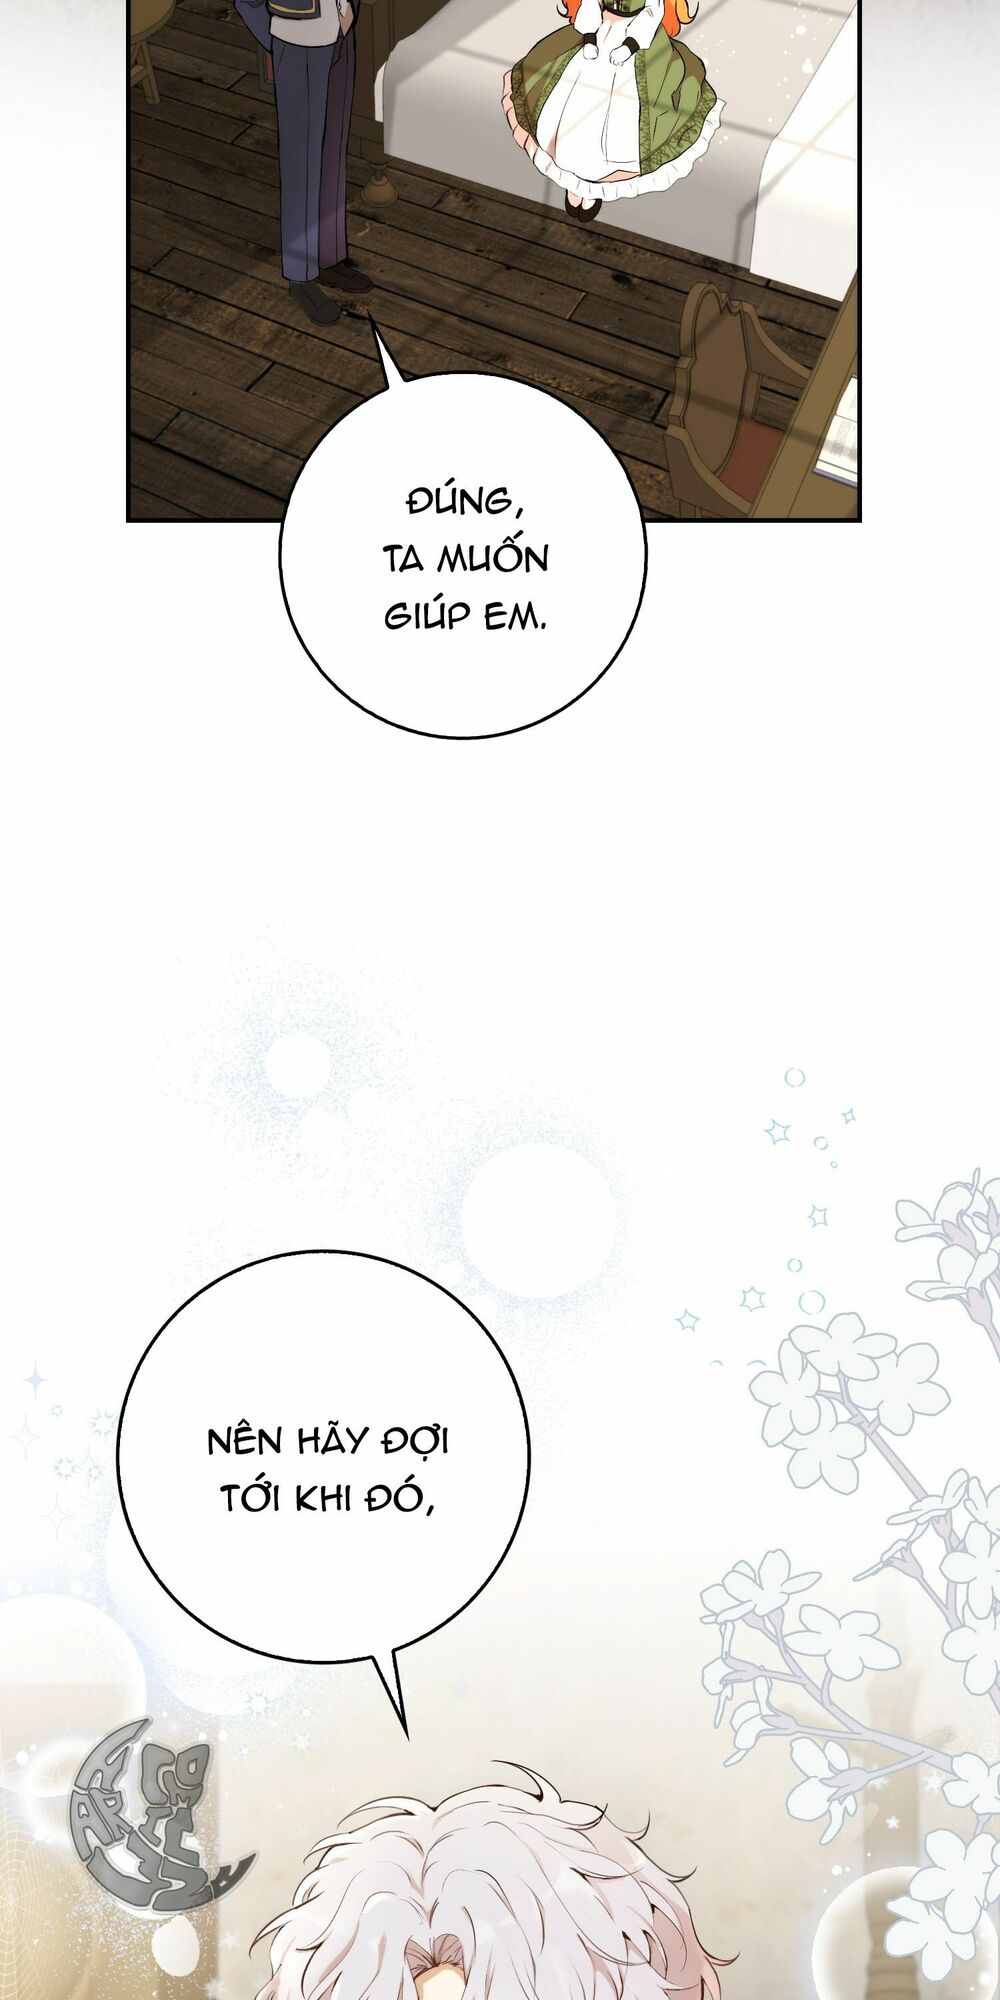 ĐÚNG,
TA MUỐN
GIÚP EM.
NÊN HÃY ĐỢI
TỚI KHI ĐÓ,